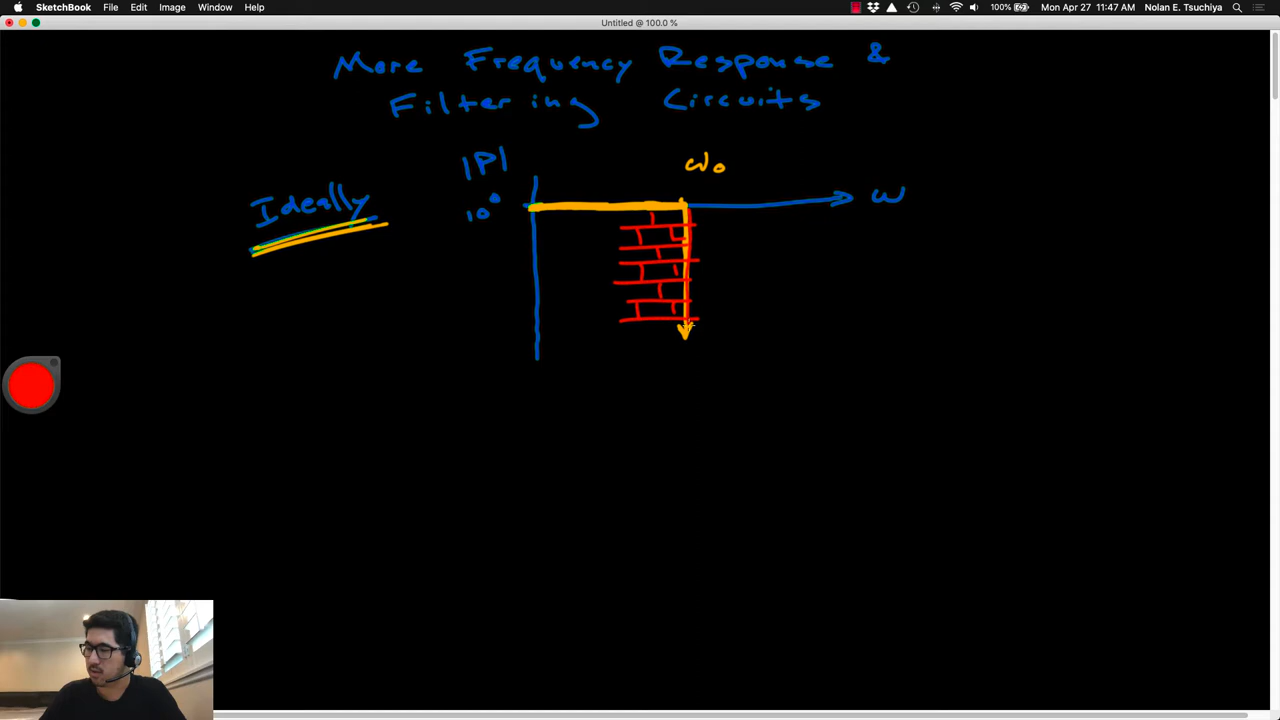 SketchBook File Edit Image Window Help 100% Mon Apr 27 11:47 AM Nolan E. Tsuchiya
Untitled @ 100.0 %
More Frequency Response &
Filtering Circuits
|P| ω₀
Ideally 10⁰ ω